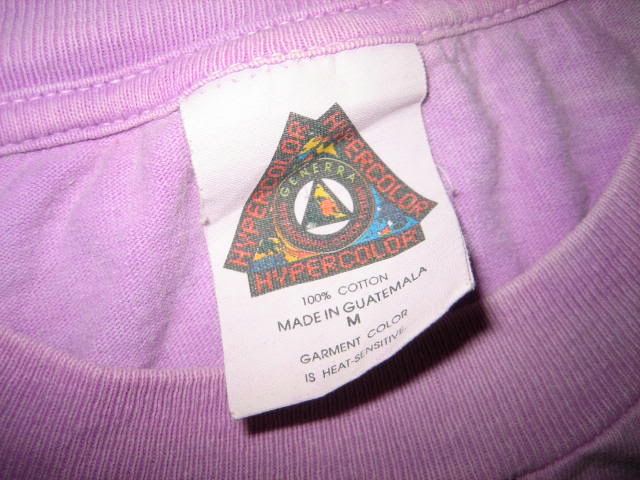 HYPERCOLOR
HYPERCOLOR
GENERRA
HYPERCOLOR
100% COTTON
MADE IN GUATEMALA
M
GARMENT COLOR
IS HEAT-SENSITIVE